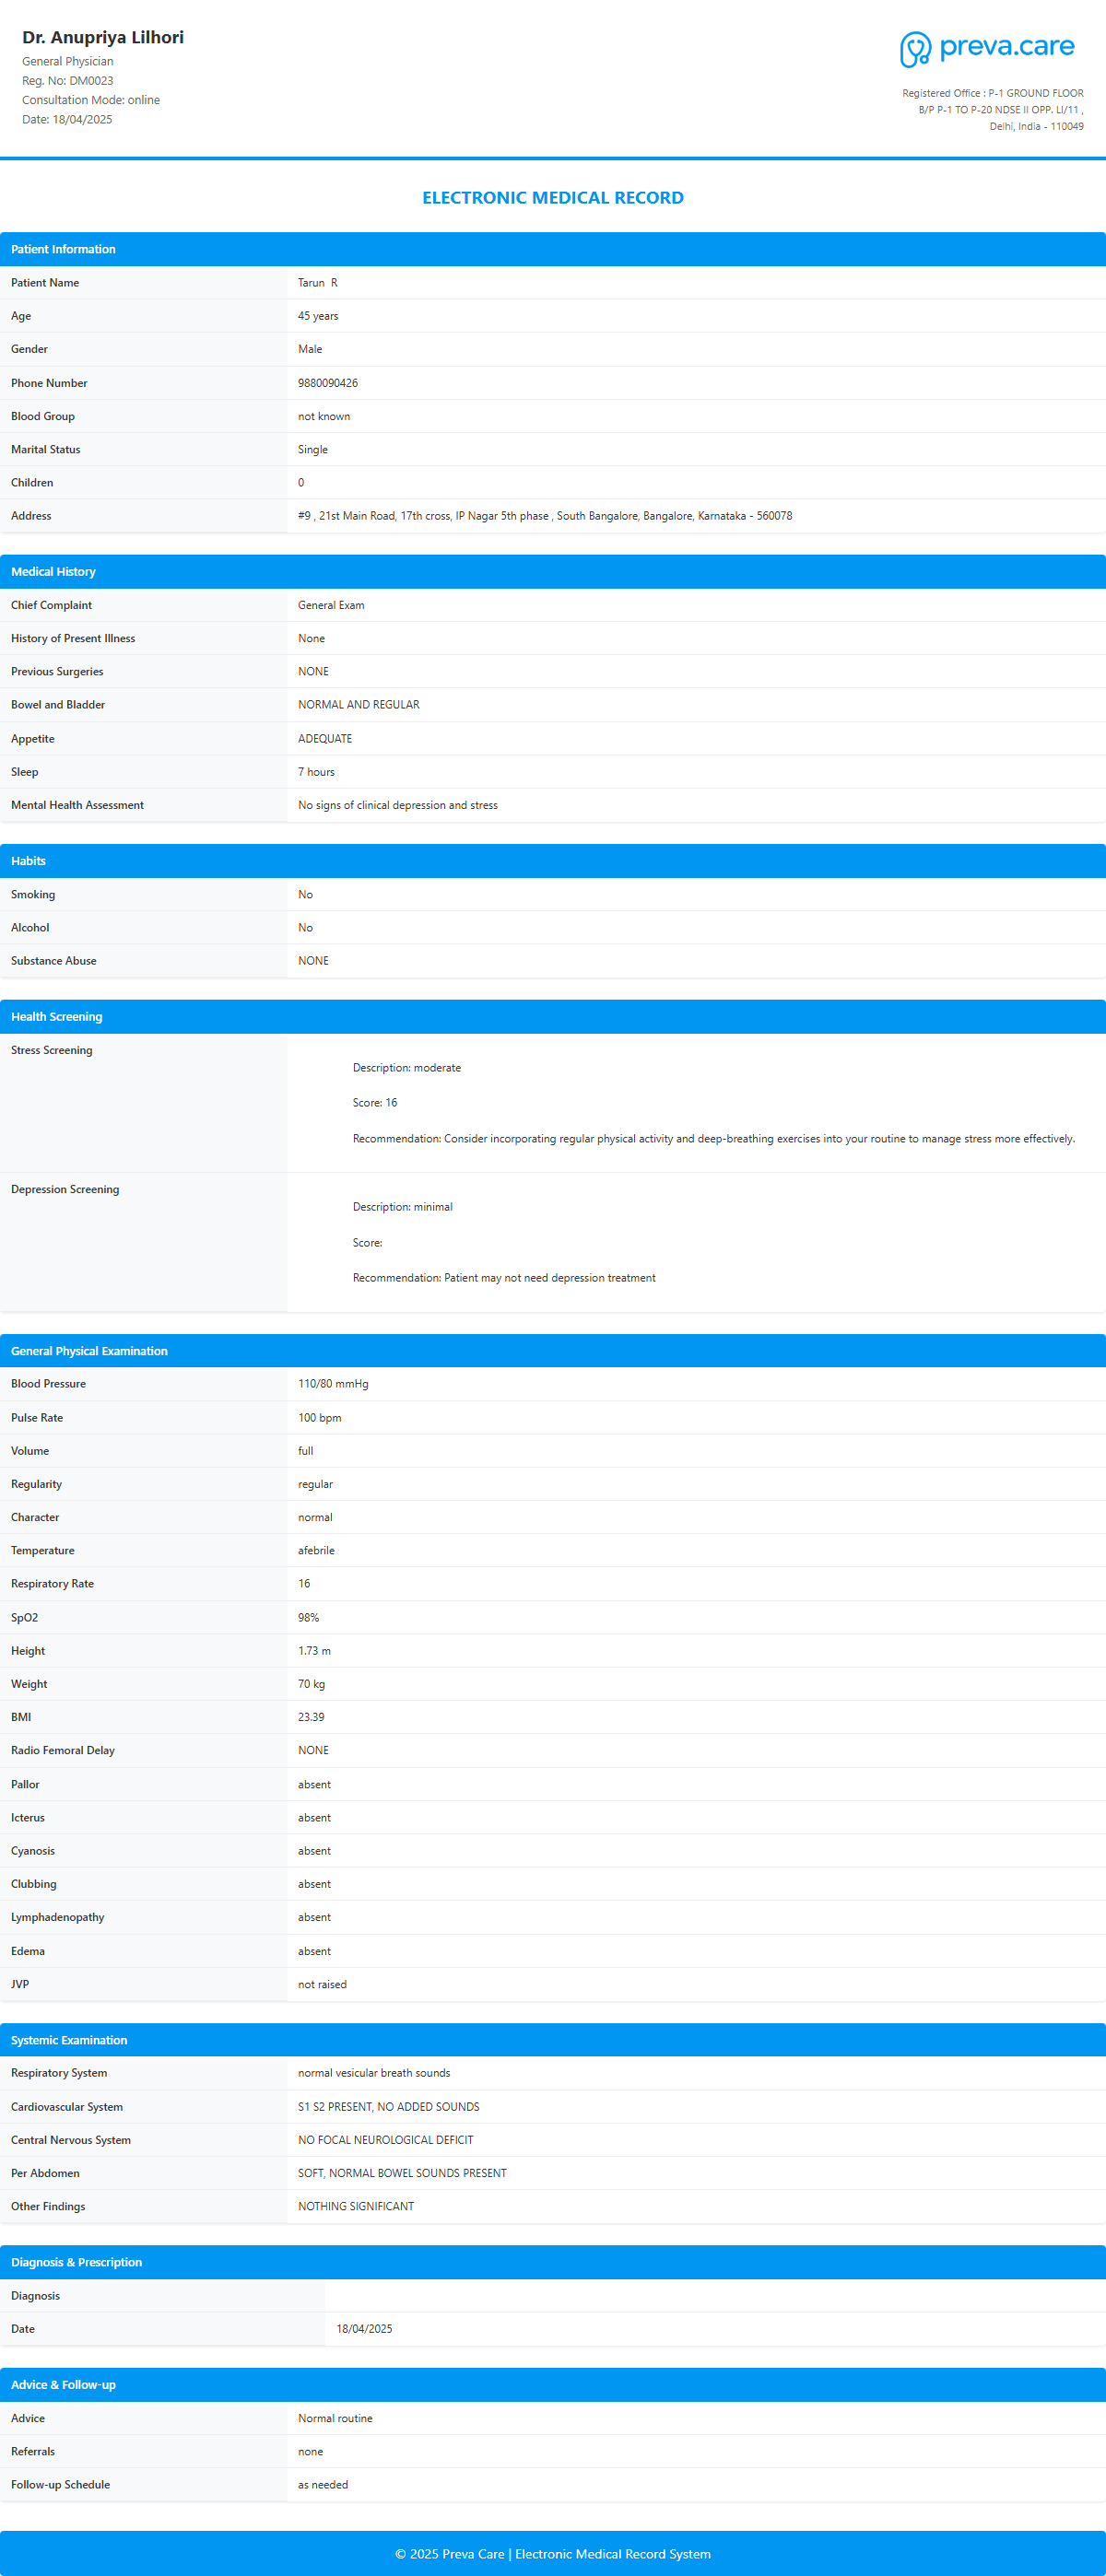 Dr. Anupriya Lilhori
General Physician
Reg. No: DM0023
Consultation Mode: online
Date: 18/04/2025
preva.care
Registered Office : P-1 GROUND FLOOR
B/P P-1 TO P-20 NDSE II OPP. LI/11 ,
Delhi, India - 110049
ELECTRONIC MEDICAL RECORD
Patient Information
Patient Name Tarun R
Age 45 years
Gender Male
Phone Number 9880090426
Blood Group not known
Marital Status Single
Children 0
Address #9 , 21st Main Road, 17th cross, IP Nagar 5th phase , South Bangalore, Bangalore, Karnataka - 560078
Medical History
Chief Complaint General Exam
History of Present Illness None
Previous Surgeries NONE
Bowel and Bladder NORMAL AND REGULAR
Appetite ADEQUATE
Sleep 7 hours
Mental Health Assessment No signs of clinical depression and stress
Habits
Smoking No
Alcohol No
Substance Abuse NONE
Health Screening
Stress Screening
Description: moderate
Score: 16
Recommendation: Consider incorporating regular physical activity and deep-breathing exercises into your routine to manage stress more effectively.
Depression Screening
Description: minimal
Score:
Recommendation: Patient may not need depression treatment
General Physical Examination
Blood Pressure 110/80 mmHg
Pulse Rate 100 bpm
Volume full
Regularity regular
Character normal
Temperature afebrile
Respiratory Rate 16
SpO2 98%
Height 1.73 m
Weight 70 kg
BMI 23.39
Radio Femoral Delay NONE
Pallor absent
Icterus absent
Cyanosis absent
Clubbing absent
Lymphadenopathy absent
Edema absent
JVP not raised
Systemic Examination
Respiratory System normal vesicular breath sounds
Cardiovascular System S1 S2 PRESENT, NO ADDED SOUNDS
Central Nervous System NO FOCAL NEUROLOGICAL DEFICIT
Per Abdomen SOFT, NORMAL BOWEL SOUNDS PRESENT
Other Findings NOTHING SIGNIFICANT
Diagnosis & Prescription
Diagnosis
Date 18/04/2025
Advice & Follow-up
Advice Normal routine
Referrals none
Follow-up Schedule as needed
© 2025 Preva Care | Electronic Medical Record System